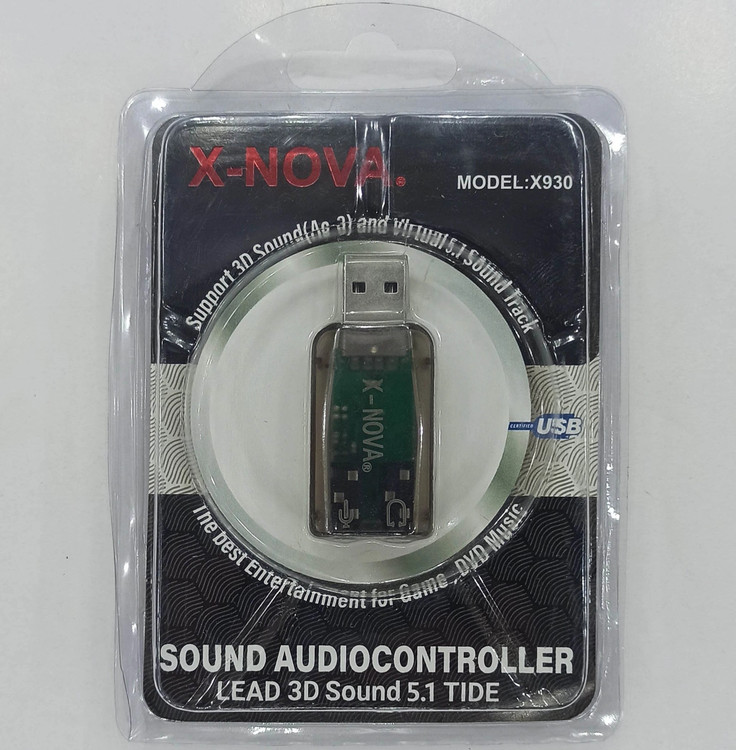 X-NOVA®
MODEL:X930
Support 3D Sound(Ac-3) and Virtual 5.1 Sound Track
X-NOVA®
CERTIFIED USB
The best Entertainment for Game DVD Music
SOUND AUDIOCONTROLLER
LEAD 3D Sound 5.1 TIDE